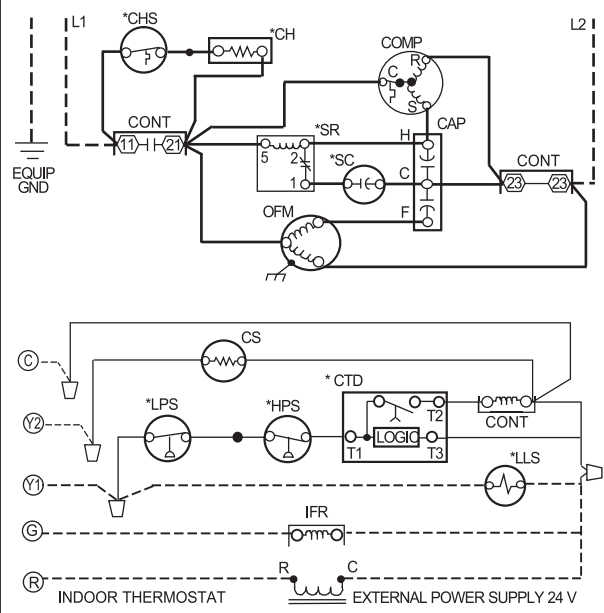 L1
*CHS
*CH
L2
COMP
R
C
S
CONT
11
21
*SR
5
2
1
*SC
H
CAP
C
F
CONT
23
23
EQUIP
GND
OFM
C
CS
*CTD
*LPS
*HPS
T2
T1
LOGIC
T3
CONT
Y2
*LLS
Y1
IFR
G
R
C
R
INDOOR THERMOSTAT
EXTERNAL POWER SUPPLY 24 V